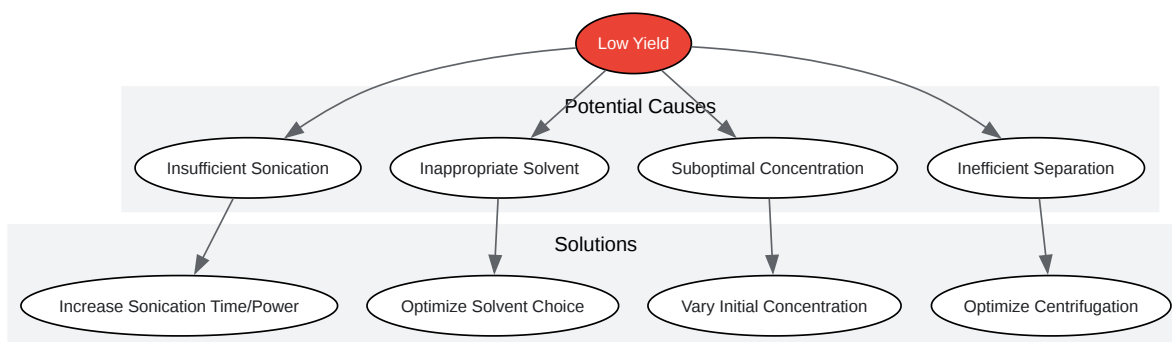 Low Yield
Potential Causes
Insufficient Sonication
Inappropriate Solvent
Suboptimal Concentration
Inefficient Separation
Solutions
Increase Sonication Time/Power
Optimize Solvent Choice
Vary Initial Concentration
Optimize Centrifugation